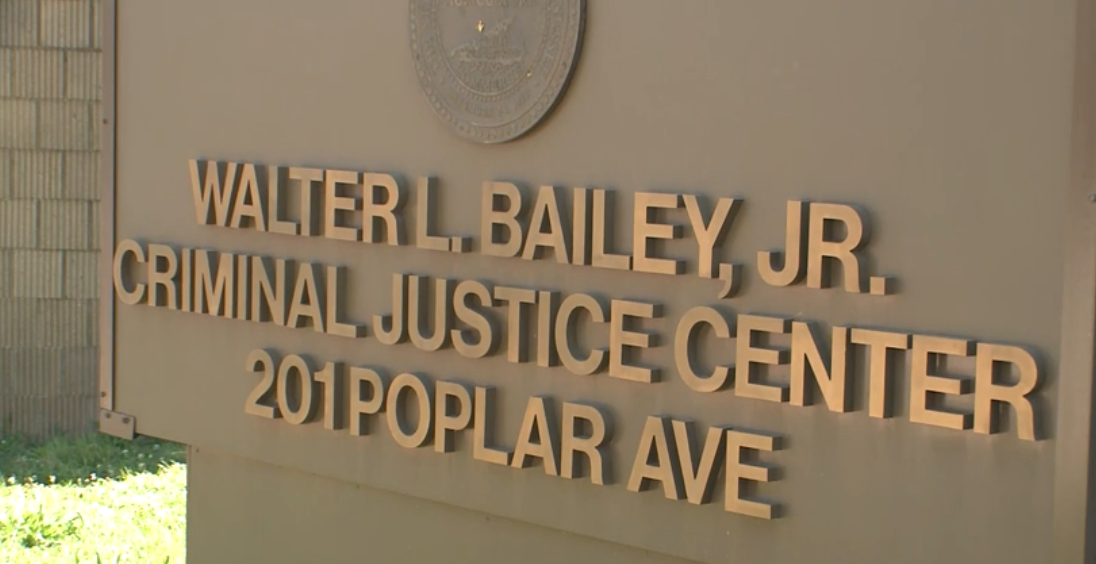 WALTER L. BAILEY, JR.
CRIMINAL JUSTICE CENTER
201 POPLAR AVE